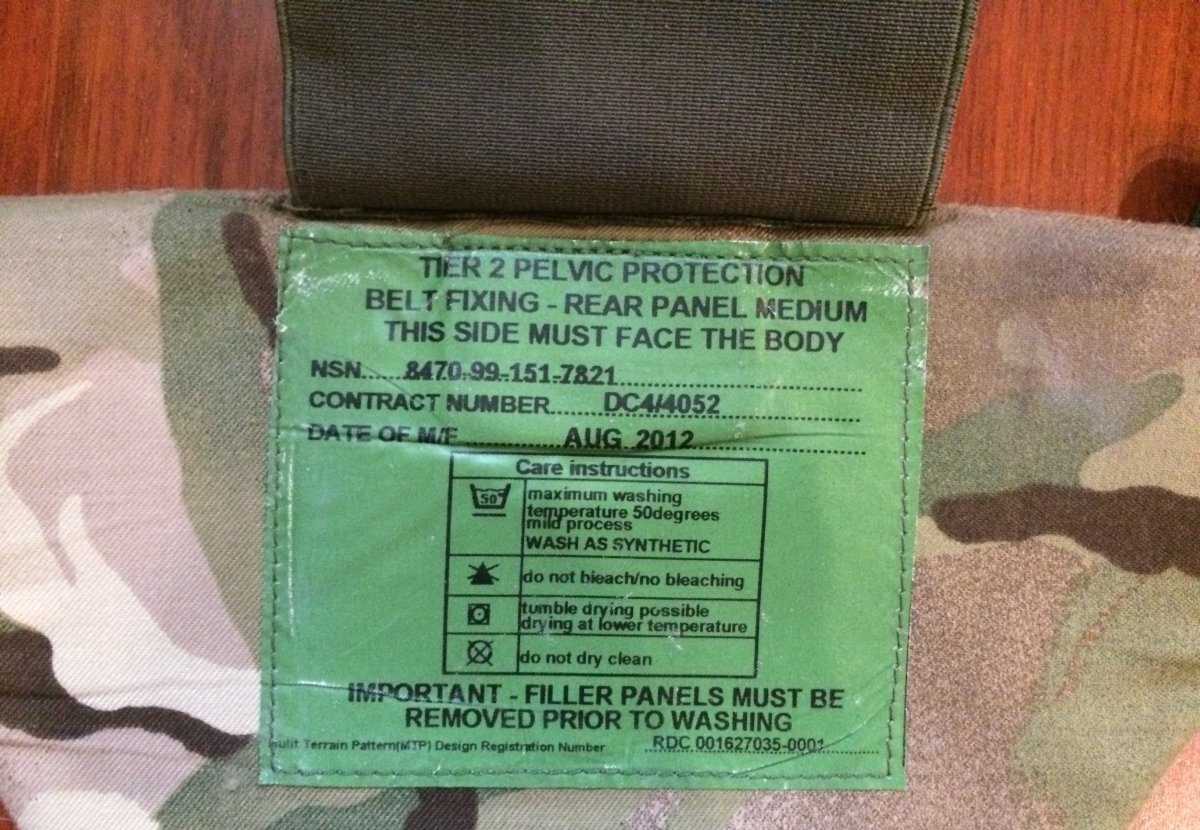 TIER 2 PELVIC PROTECTION
BELT FIXING - REAR PANEL MEDIUM
THIS SIDE MUST FACE THE BODY
NSN......8470-99-151-7821
CONTRACT NUMBER......DC4/4052
DATE OF M/F............AUG 2012
Care instructions
50°
maximum washing
temperature 50degrees
mild process
WASH AS SYNTHETIC
do not bleach/no bleaching
tumble drying possible
drying at lower temperature
do not dry clean
IMPORTANT - FILLER PANELS MUST BE
REMOVED PRIOR TO WASHING
Terrain Pattern(MTP) Design Registration Number RDC 001627035-0001